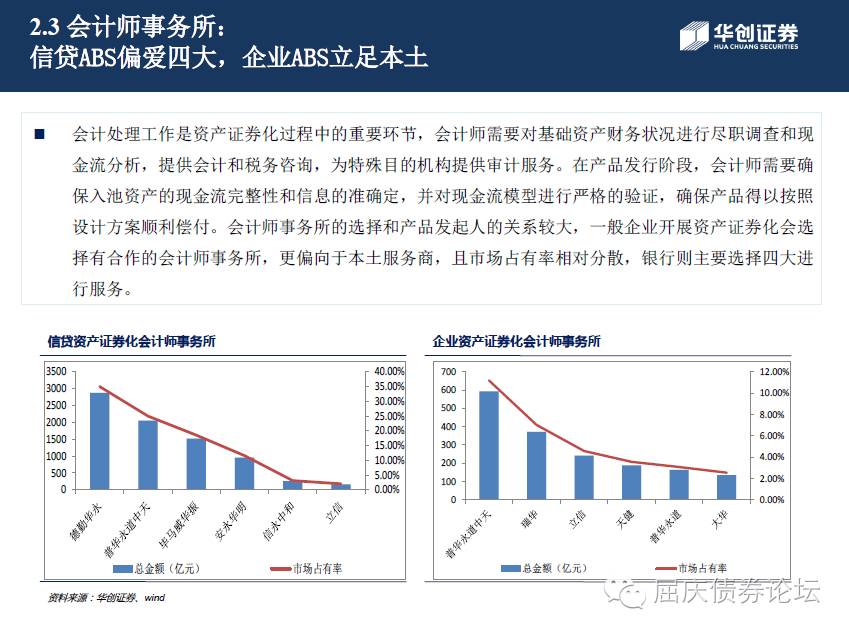 2.3 会计师事务所：
信贷ABS偏爱四大，企业ABS立足本土
华创证券
HUA CHUANG SECURITIES
■ 会计处理工作是资产证券化过程中的重要环节，会计师需要对基础资产财务状况进行尽职调查和现
金流分析，提供会计和税务咨询，为特殊目的机构提供审计服务。在产品发行阶段，会计师需要确
保入池资产的现金流完整性和信息的准确定，并对现金流模型进行严格的验证，确保产品得以按照
设计方案顺利偿付。会计师事务所的选择和产品发起人的关系较大，一般企业开展资产证券化会选
择有合作的会计师事务所，更偏向于本土服务商，且市场占有率相对分散，银行则主要选择四大进
行服务。
信贷资产证券化会计师事务所
3500
3000
2500
2000
1500
1000
500
0
40.00%
35.00%
30.00%
25.00%
20.00%
15.00%
10.00%
5.00%
0.00%
德勤华永
普华永道中天
毕马威华振
安永华明
信永中和
立信
总金额（亿元）
市场占有率
企业资产证券化会计师事务所
700
600
500
400
300
200
100
0
12.00%
10.00%
8.00%
6.00%
4.00%
2.00%
0.00%
普华永道中天
瑞华
立信
天健
普华永道
大华
总金额（亿元）
市场占有率
资料来源：华创证券、wind
屈庆债券论坛